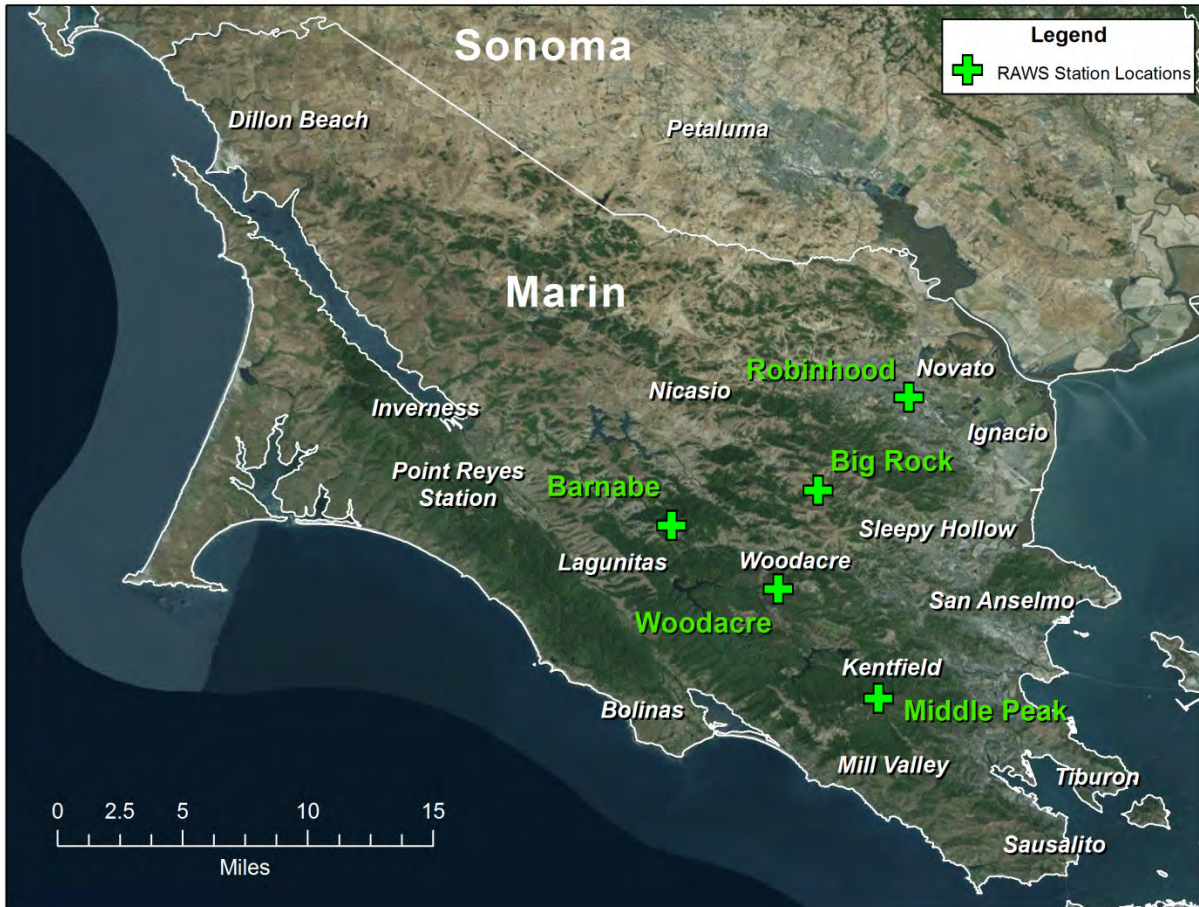 Sonoma
Legend
RAWS Station Locations
Dillon Beach
Petaluma
Marin
Robinhood
Novato
Nicasio
Inverness
Ignacio
Big Rock
Point Reyes
Station
Barnabe
Sleepy Hollow
Lagunitas
Woodacre
San Anselmo
Woodacre
Kentfield
Bolinas
Middle Peak
Mill Valley
Tiburon
Sausalito
0 2.5 5 10 15
Miles